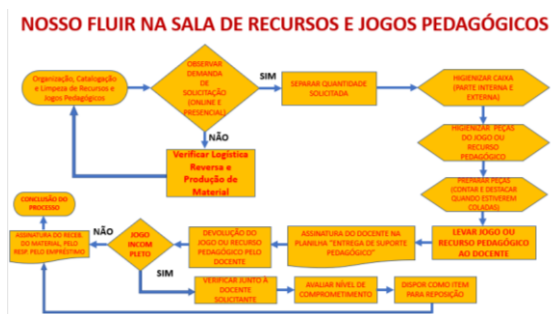 NOSSO FLUIR NA SALA DE RECURSOS E JOGOS PEDAGÓGICOS
Organização, Catalogação
e Limpeza de Recursos e
Jogos Pedagógicos
OBSERVAR
DEMANDA
DE
SOLICITAÇÃO
(ONLINE E
PRESENCIAL)
SIM
SEPARAR QUANTIDADE
SOLICITADA
HIGIENIZAR CAIXA
(PARTE INTERNA E
EXTERNA)
NÃO
Verificar Logística
Reversa e
Produção de
Material
HIGIENIZAR PEÇAS
DO JOGO OU
RECURSO
PEDAGÓGICO
PREPARAR PEÇAS
(CONTAR E DESTACAR
QUANDO ESTIVEREM
COLADAS)
LEVAR JOGO OU
RECURSO PEDAGÓGICO
AO DOCENTE
ASSINATURA DO DOCENTE NA
PLANILHA "ENTREGA DE SUPORTE
PEDAGÓGICO"
DEVOLUÇÃO DO
JOGO OU RECURSO
PEDAGÓGICO PELO
DOCENTE
JOGO
INCOM
PLETO
NÃO
ASSINATURA DO RECEB.
DO MATERIAL, PELO
RESP. PELO EMPRÉSTIMO
CONCLUSÃO DO
PROCESSO
SIM
VERIFICAR JUNTO À
DOCENTE
SOLICITANTE
AVALIAR NÍVEL DE
COMPROMETIMENTO
DISPOR COMO ITEM
PARA REPOSIÇÃO